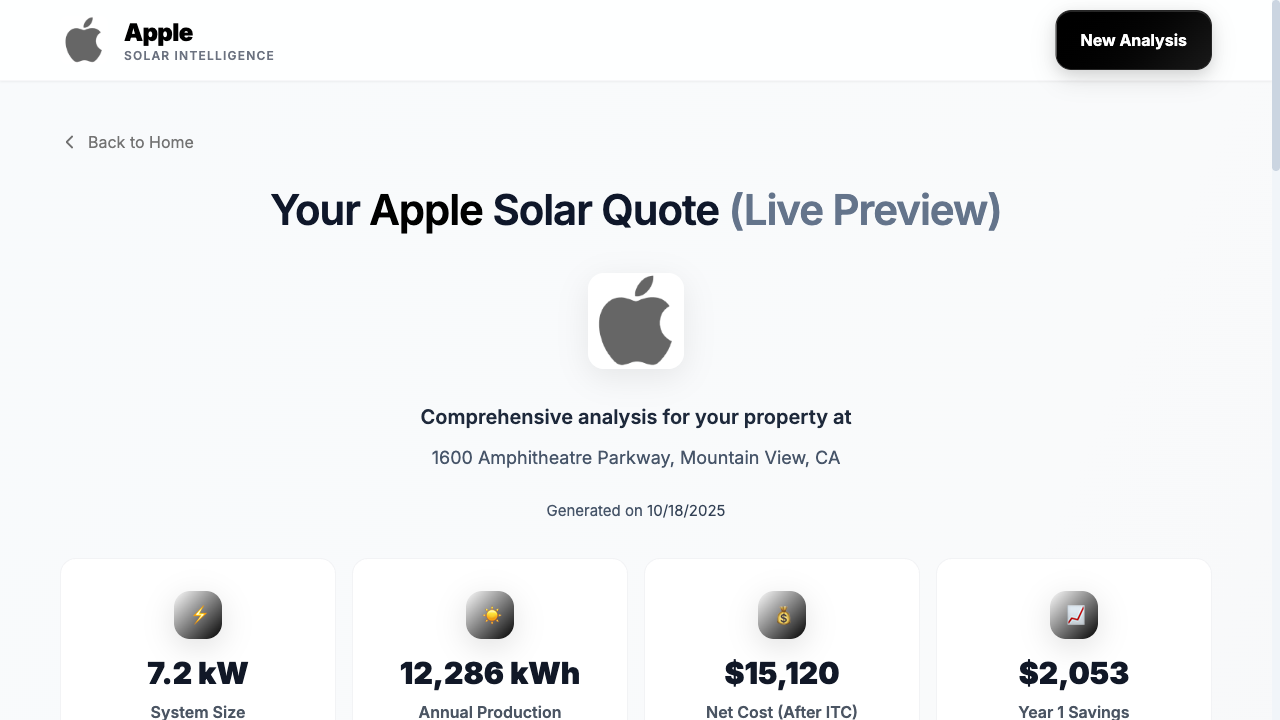 Apple
SOLAR INTELLIGENCE
New Analysis
Back to Home
Your Apple Solar Quote (Live Preview)
Comprehensive analysis for your property at
1600 Amphitheatre Parkway, Mountain View, CA
Generated on 10/18/2025
7.2 kW
System Size
12,286 kWh
Annual Production
$15,120
Net Cost (After ITC)
$2,053
Year 1 Savings